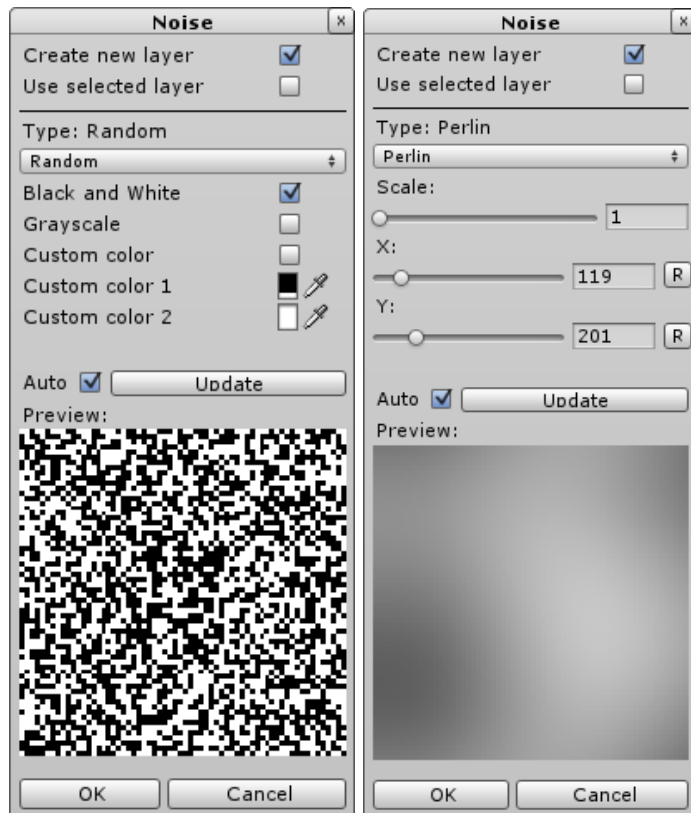 Noise x
Create new layer
Use selected layer
Type: Random
Random
Black and White
Grayscale
Custom color
Custom color 1
Custom color 2
Auto Update
Preview:
OK Cancel
Noise x
Create new layer
Use selected layer
Type: Perlin
Perlin
Scale:
1
X:
119 R
Y:
201 R
Auto Update
Preview:
OK Cancel